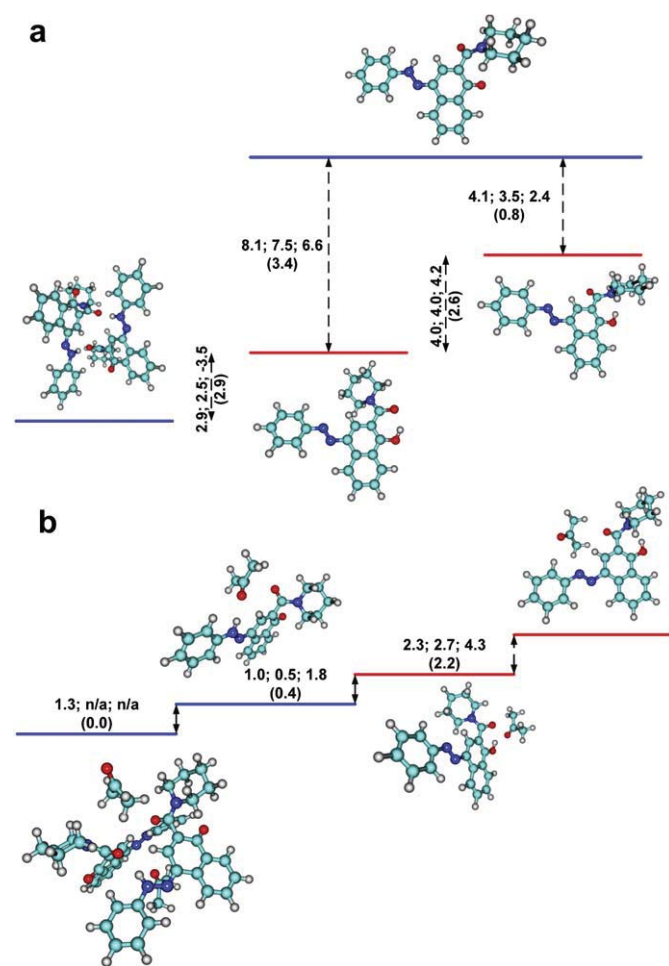 a
8.1; 7.5; 6.6
(3.4)
4.1; 3.5; 2.4
(0.8)
4.0; 4.0; 4.2
(2.6)
2.9; 2.5; -3.5
(2.9)
b
1.3; n/a; n/a
(0.0)
1.0; 0.5; 1.8
(0.4)
2.3; 2.7; 4.3
(2.2)